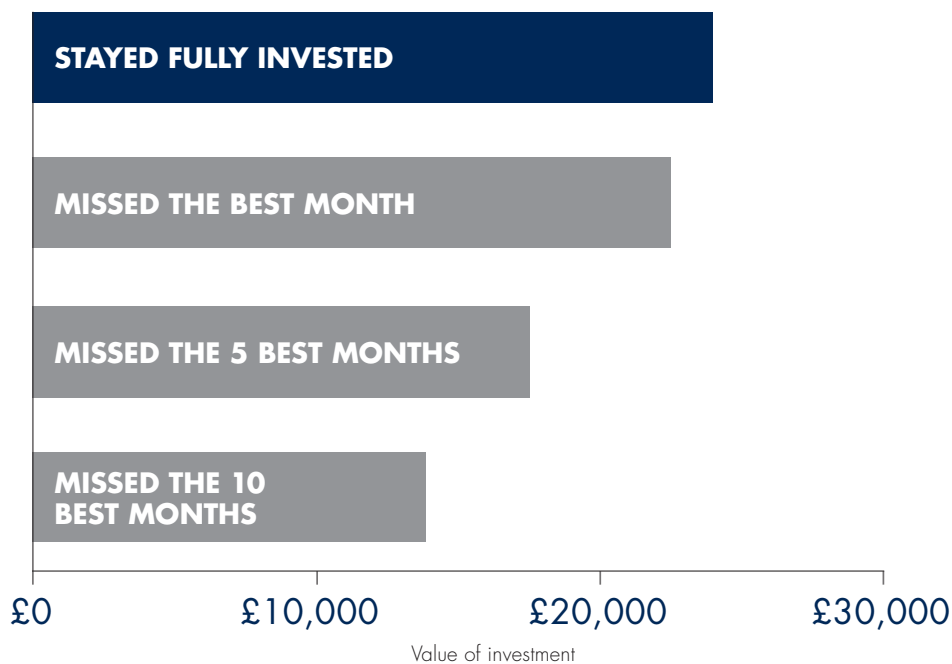 STAYED FULLY INVESTED
MISSED THE BEST MONTH
MISSED THE 5 BEST MONTHS
MISSED THE 10
BEST MONTHS
£0 £10,000 £20,000 £30,000
Value of investment